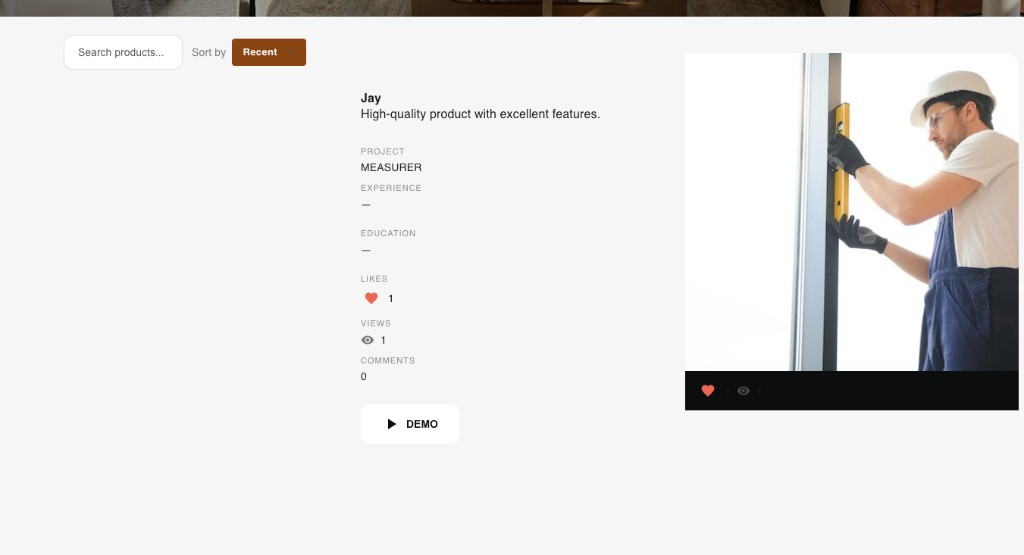 Search products...
Sort by
Recent
Jay
High-quality product with excellent features.
PROJECT
MEASURER
EXPERIENCE
—
EDUCATION
—
LIKES
1
VIEWS
1
COMMENTS
0
DEMO